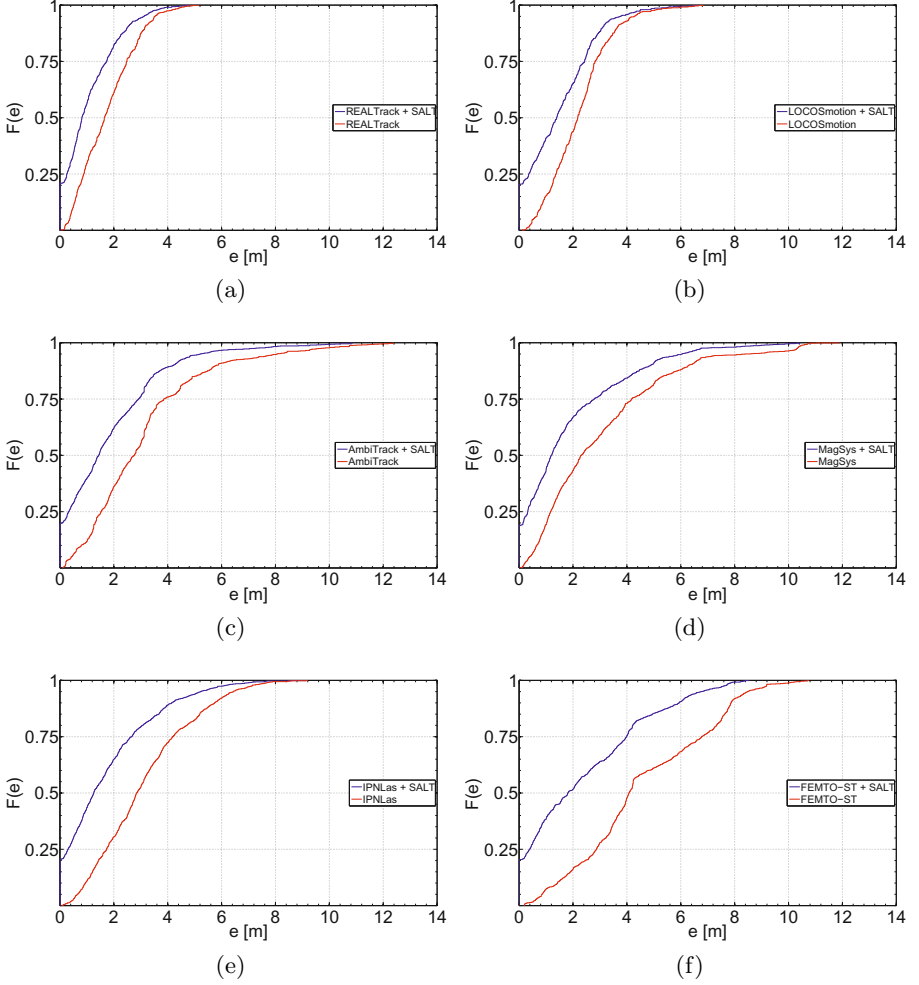 1
0.75
F(e)
0.5
0.25
0 2 4 6 8 10 12 14
e [m]
REALTrack + SALT
REALTrack
(a)
1
0.75
F(e)
0.5
0.25
0 2 4 6 8 10 12 14
e [m]
LOCOSmotion + SALT
LOCOSmotion
(b)
1
0.75
F(e)
0.5
0.25
0 2 4 6 8 10 12 14
e [m]
AmbiTrack + SALT
AmbiTrack
(c)
1
0.75
F(e)
0.5
0.25
0 2 4 6 8 10 12 14
e [m]
MagSys + SALT
MagSys
(d)
1
0.75
F(e)
0.5
0.25
0 2 4 6 8 10 12 14
e [m]
IPNLas + SALT
IPNLas
(e)
1
0.75
F(e)
0.5
0.25
0 2 4 6 8 10 12 14
e [m]
FEMTO−ST + SALT
FEMTO−ST
(f)